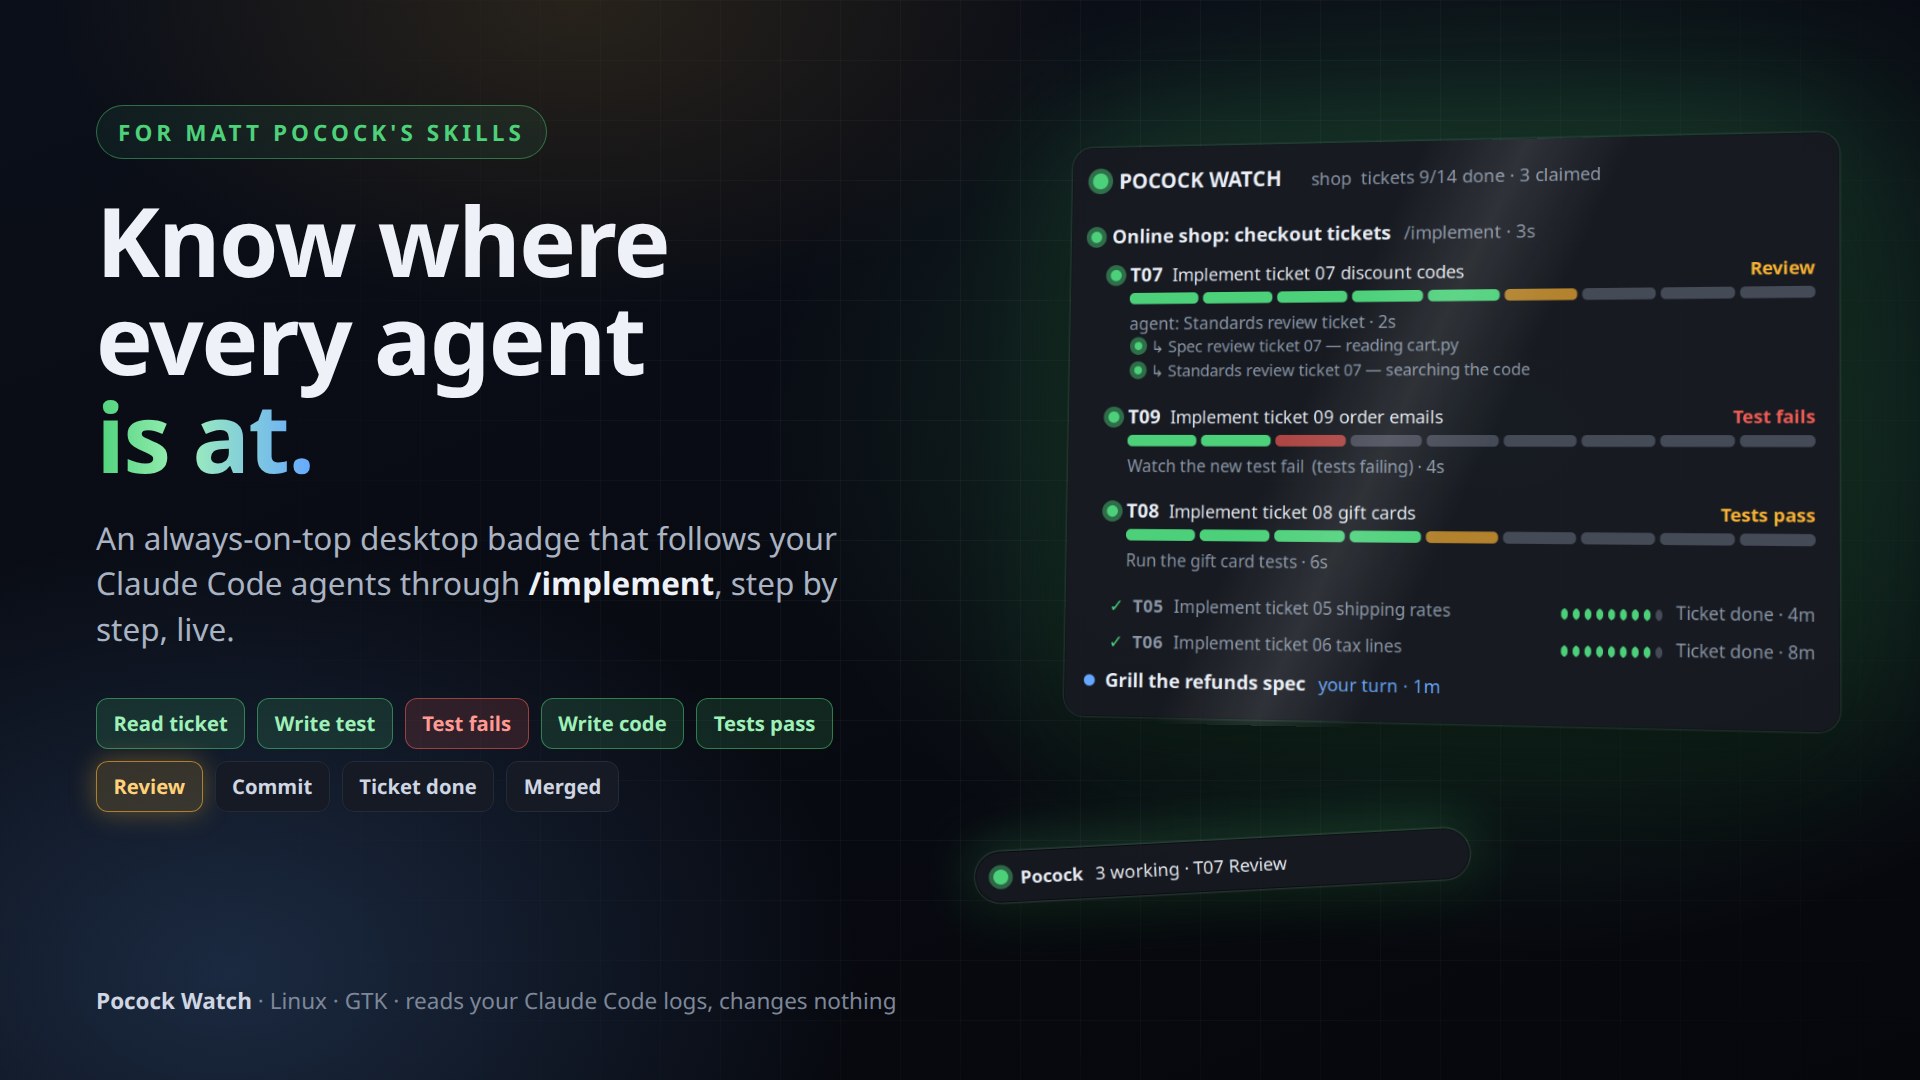 FOR MATT POCOCK'S SKILLS
Know where
every agent
is at.
An always-on-top desktop badge that follows your
Claude Code agents through /implement, step by
step, live.
Read ticket Write test Test fails Write code Tests pass
Review Commit Ticket done Merged
Pocock Watch · Linux · GTK · reads your Claude Code logs, changes nothing
POCOCK WATCH shop tickets 9/14 done · 3 claimed
Online shop: checkout tickets /implement · 3s
T07 Implement ticket 07 discount codes Review
agent: Standards review ticket · 2s
↳ Spec review ticket 07 — reading cart.py
↳ Standards review ticket 07 — searching the code
T09 Implement ticket 09 order emails Test fails
Watch the new test fail (tests failing) · 4s
T08 Implement ticket 08 gift cards Tests pass
Run the gift card tests · 6s
✓ T05 Implement ticket 05 shipping rates Ticket done · 4m
✓ T06 Implement ticket 06 tax lines Ticket done · 8m
Grill the refunds spec your turn · 1m
Pocock 3 working · T07 Review